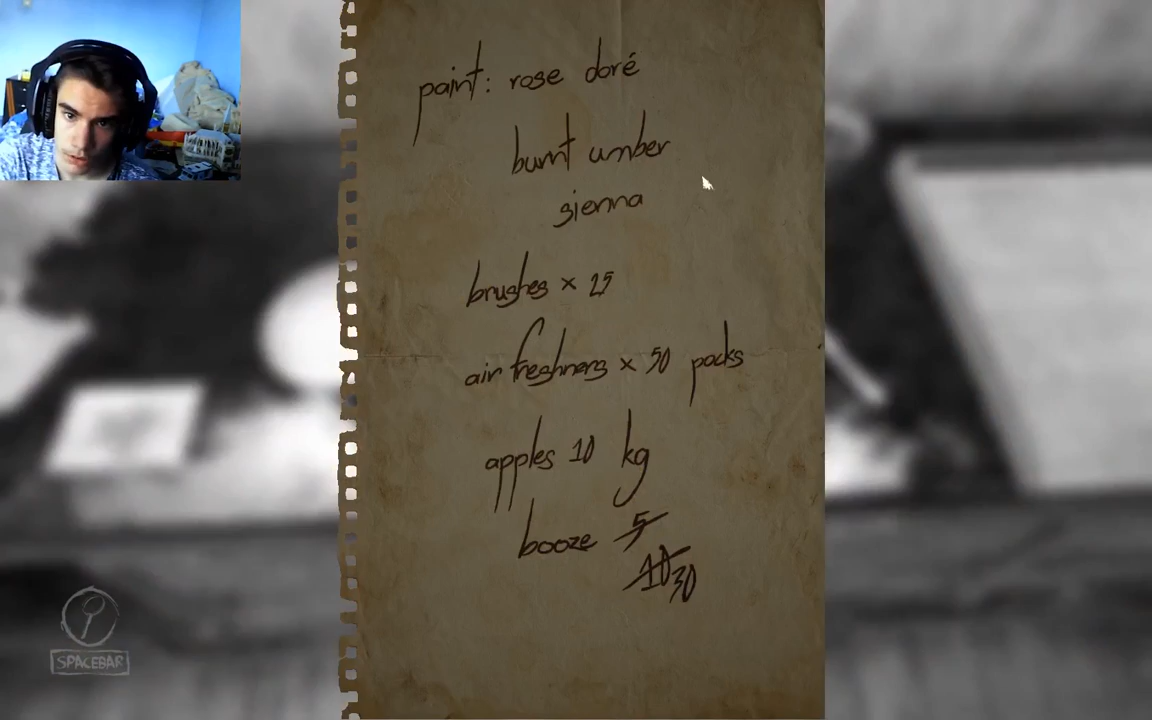 paint: rose doré
burnt umber
sienna
brushes × 25
air freshners × 50 packs
apples 10 kg
booze 5
10 30
SPACEBAR